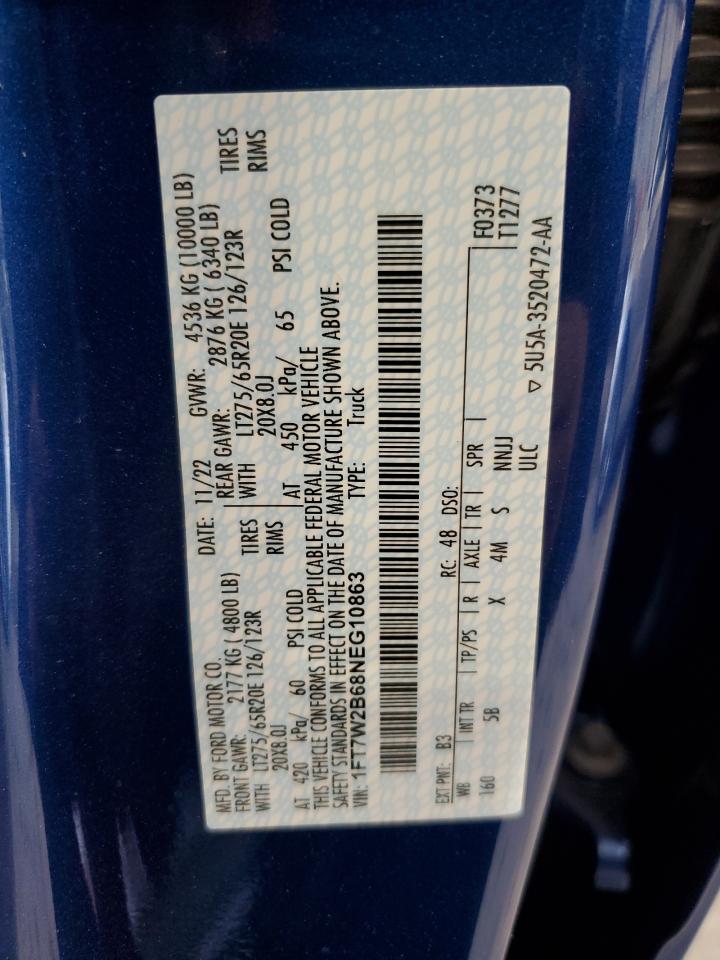 MFD. BY FORD MOTOR CO. DATE: 11/22 GVWR: 4536 KG (10000 LB)
FRONT GAWR: 2177 KG ( 4800 LB) REAR GAWR: 2876 KG ( 6340 LB)
WITH LT275/65R20E 126/123R TIRES WITH LT275/65R20E 126/123R TIRES
20X8.0J RIMS 20X8.0J RIMS
AT 420 kPa/ 60 PSI COLD AT 450 kPa/ 65 PSI COLD
THIS VEHICLE CONFORMS TO ALL APPLICABLE FEDERAL MOTOR VEHICLE
SAFETY STANDARDS IN EFFECT ON THE DATE OF MANUFACTURE SHOWN ABOVE.
VIN: 1FT7W2B68NEG10863 TYPE: Truck
EXT PNT: B3 RC: 48 DSO:
WB INT TR TP/PS R AXLE TR SPR F0373
160 5B X 4M S NNJJ T1277
ULC
▽ 5U5A-3520472-AA